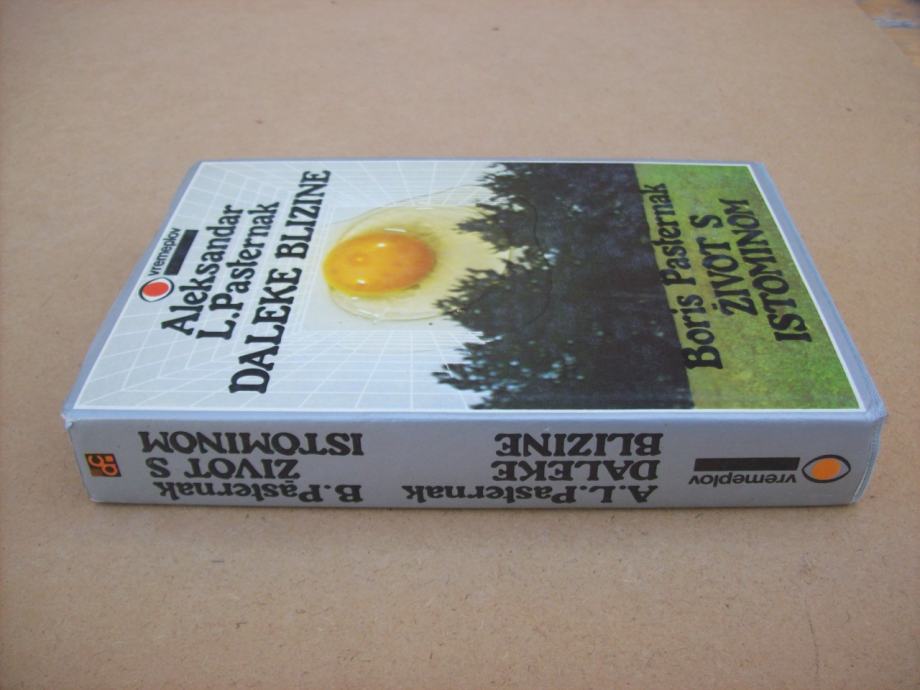 vremeplov
Aleksandar
L.Pasternak
DALEKE BLIZINE
Boris Pasternak
ŽIVOT S
ISTOMINOM
vremeplov
A.L.Pasternak
DALEKE
BLIZINE
B.Pasternak
ŽIVOT S
ISTOMINOM